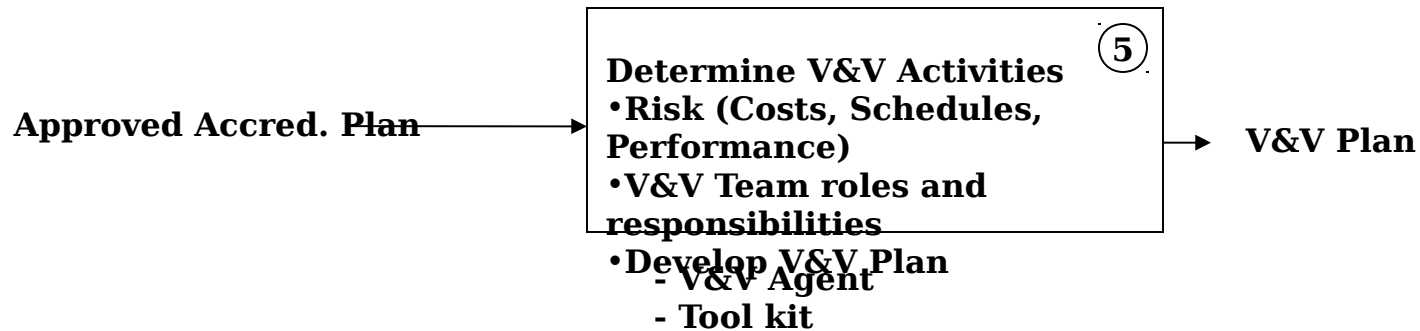 5
Determine V&V Activities
•Risk (Costs, Schedules,
Performance)
•V&V Team roles and
responsibilities
•Develop V&V Plan
- V&V Agent
- Tool kit
Approved Accred. Plan
V&V Plan